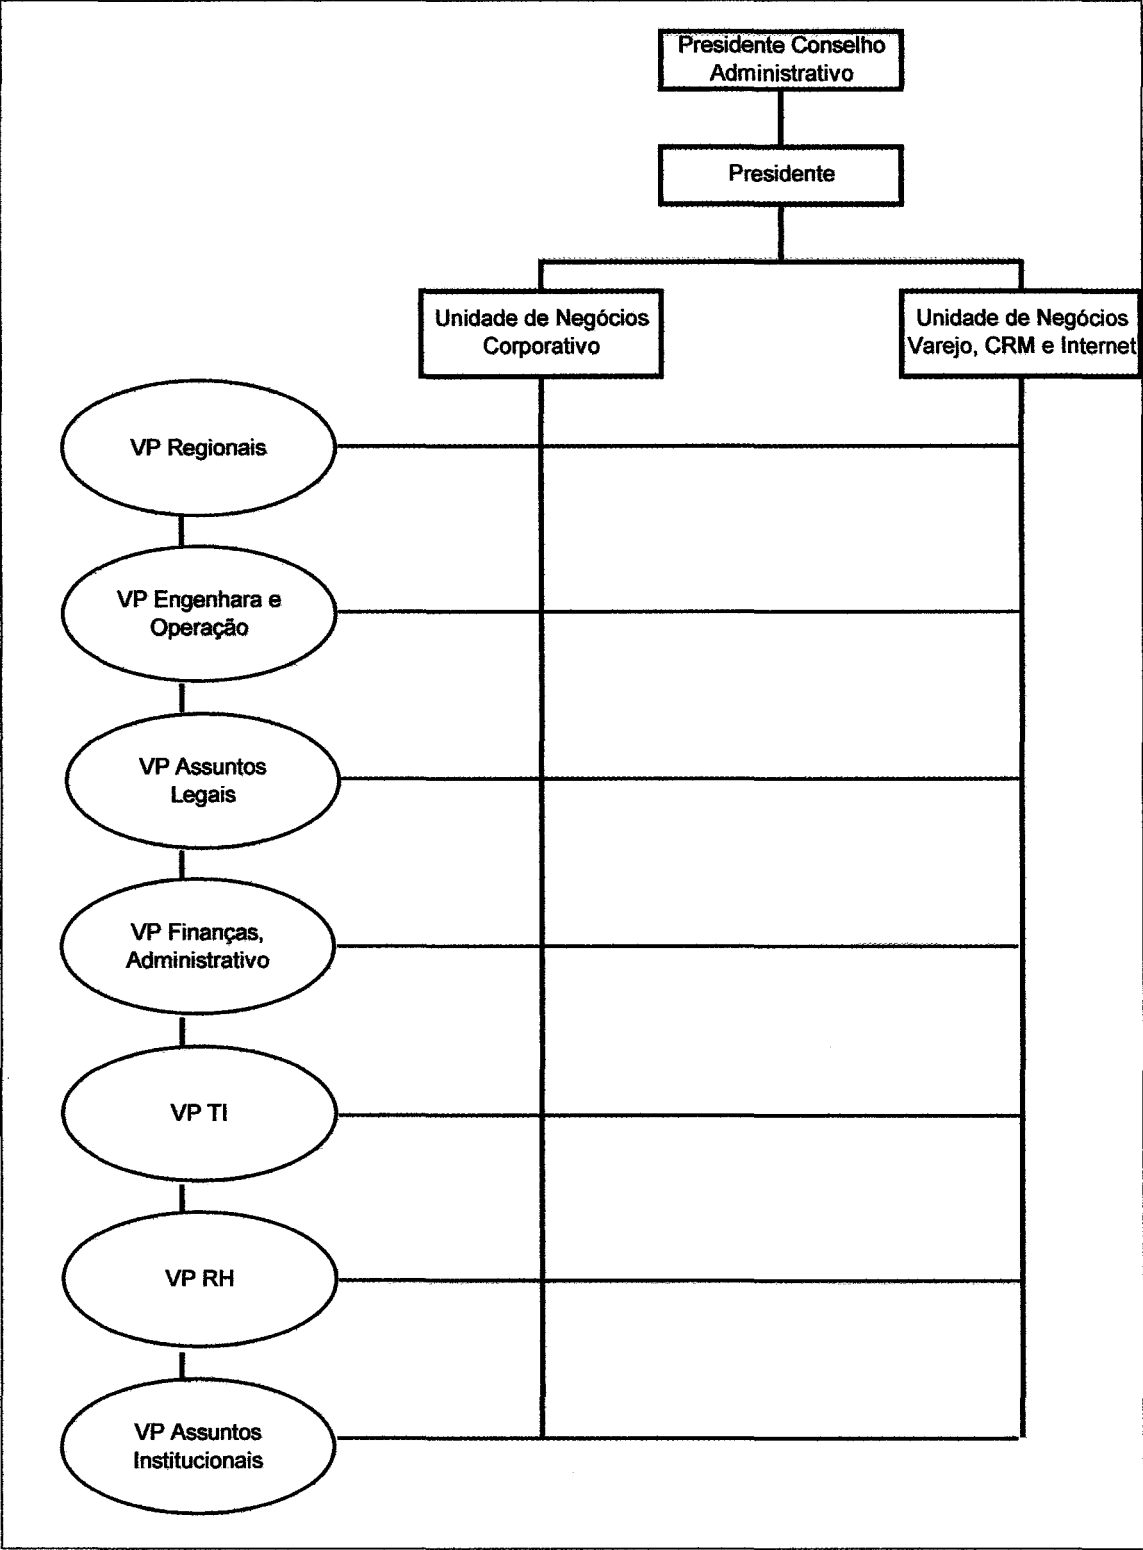 Presidente Conselho
Administrativo
Presidente
Unidade de Negócios
Corporativo
Unidade de Negócios
Varejo, CRM e Internet
VP Regionais
VP Engenhara e
Operação
VP Assuntos
Legais
VP Finanças,
Administrativo
VP TI
VP RH
VP Assuntos
Institucionais